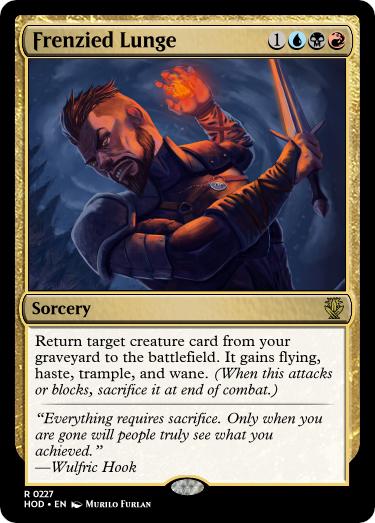 Frenzied Lunge
1
Sorcery
Return target creature card from your
graveyard to the battlefield. It gains flying,
haste, trample, and wane. (When this attacks
or blocks, sacrifice it at end of combat.)
“Everything requires sacrifice. Only when you
are gone will people truly see what you
achieved.”
—Wulfric Hook
R 0227
HOD • EN Murilo Furlan